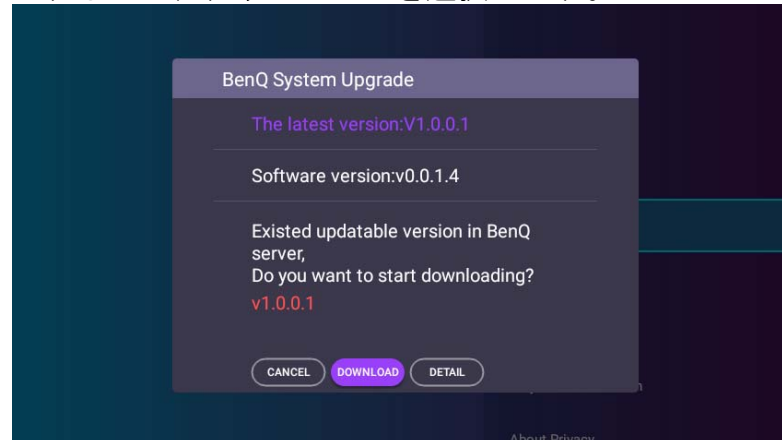 BenQ System Upgrade
The latest version:V1.0.0.1
Software version:v0.0.1.4
Existed updatable version in BenQ
server,
Do you want to start downloading?
v1.0.0.1
CANCEL DOWNLOAD DETAIL
About Privacy